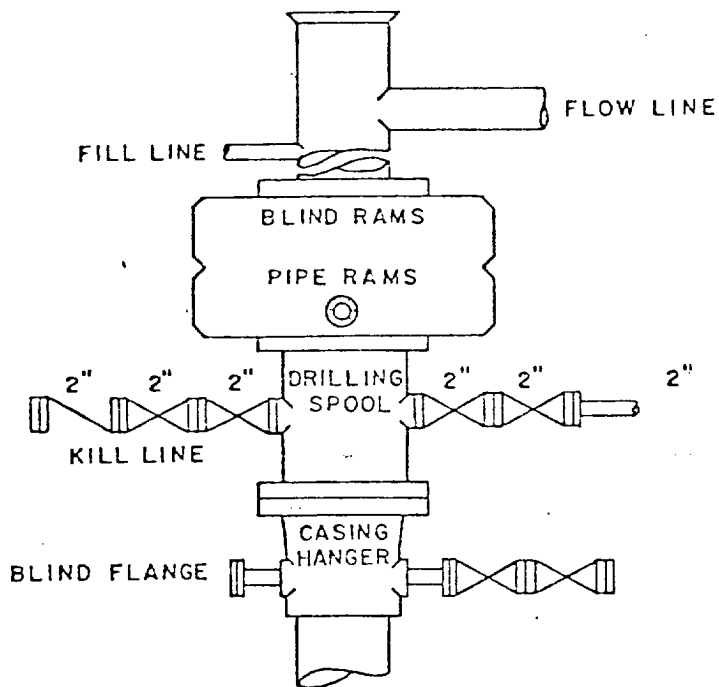 FLOW LINE
FILL LINE
BLIND RAMS
PIPE RAMS
2" 2" 2" DRILLING SPOOL 2" 2" 2"
KILL LINE
CASING
HANGER
BLIND FLANGE